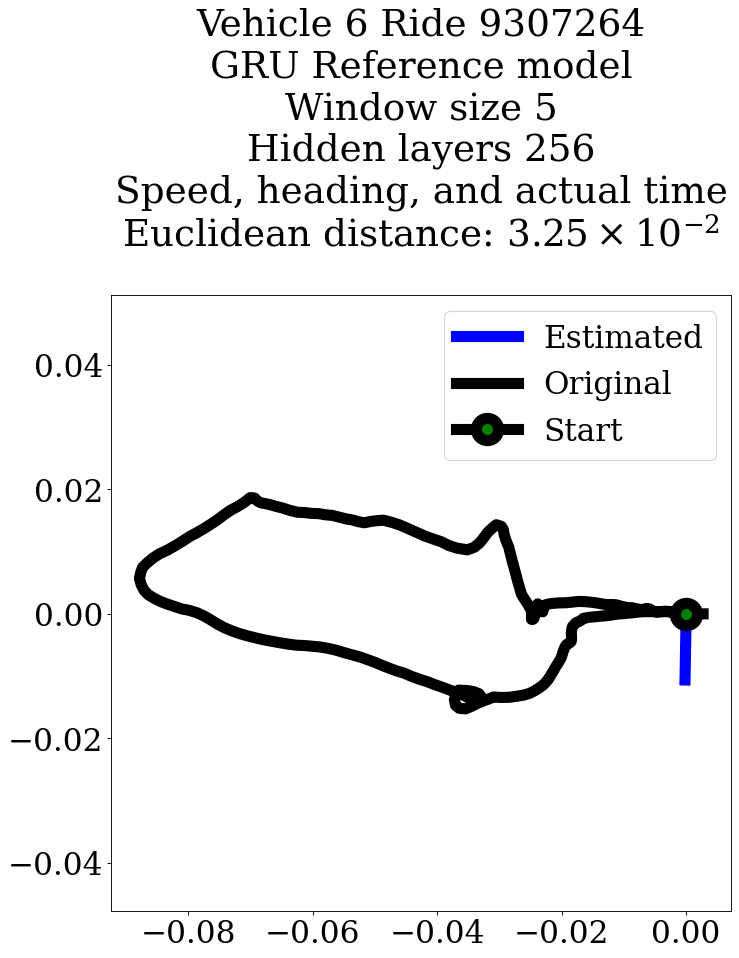 Vehicle 6 Ride 9307264
GRU Reference model
Window size 5
Hidden layers 256
Speed, heading, and actual time
Euclidean distance: 3.25 × 10⁻²
Estimated
Original
Start
0.04
0.02
0.00
−0.02
−0.04
−0.08 −0.06 −0.04 −0.02 0.00